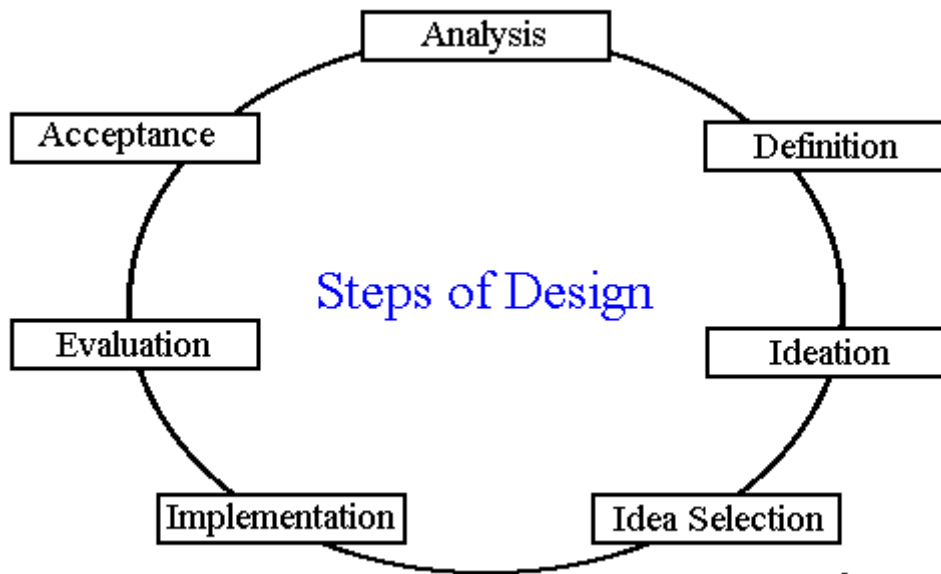 Analysis
Acceptance
Definition
Steps of Design
Evaluation
Ideation
Implementation
Idea Selection